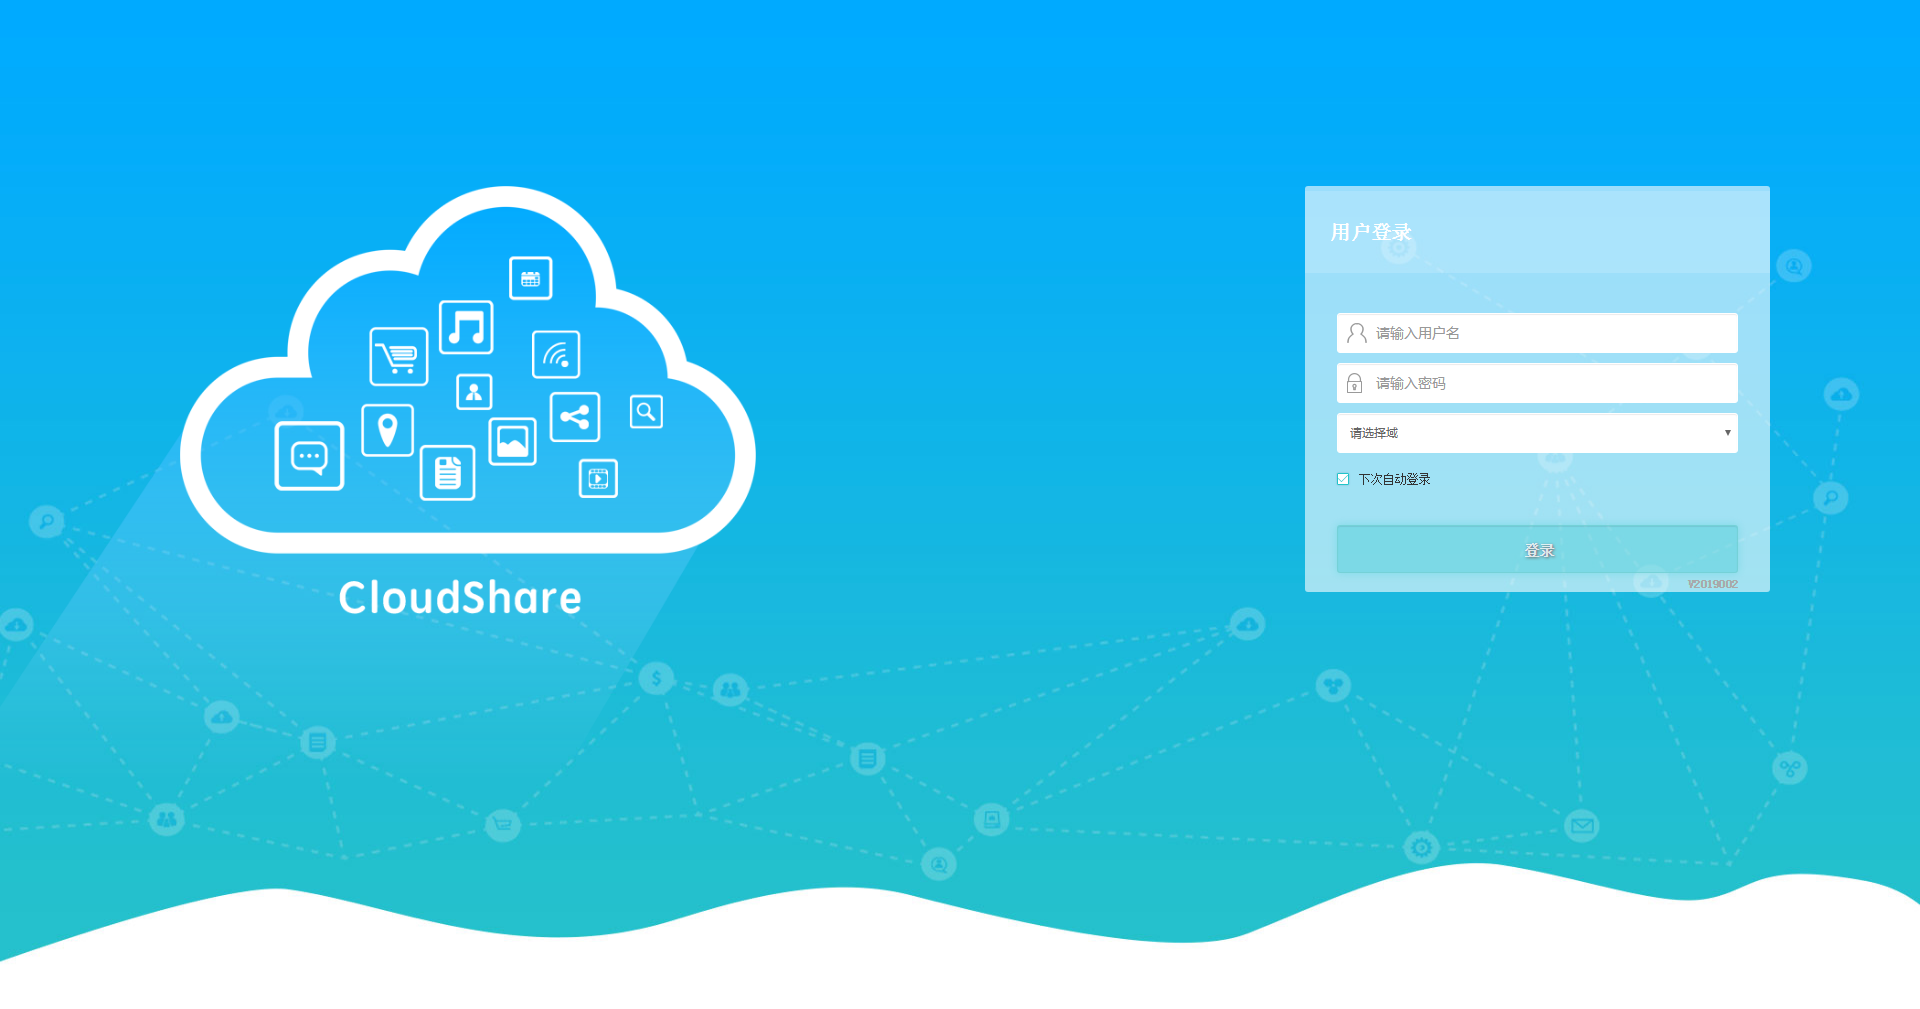 CloudShare
用户登录
请输入用户名
请输入密码
请选择域
下次自动登录
登录
V2019002